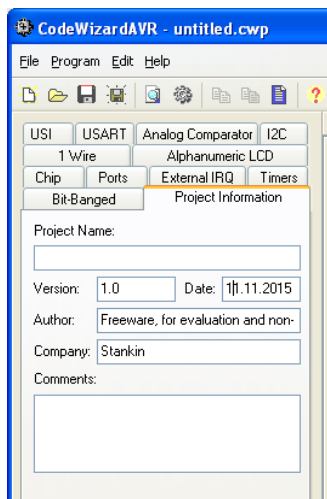 CodeWizardAVR - untitled.cwp
File Program Edit Help
USI USART Analog Comparator I2C
1 Wire Alphanumeric LCD
Chip Ports External IRQ Timers
Bit-Banged Project Information
Project Name:
Version: 1.0 Date: 11.11.2015
Author: Freeware, for evaluation and non-
Company: Stankin
Comments: